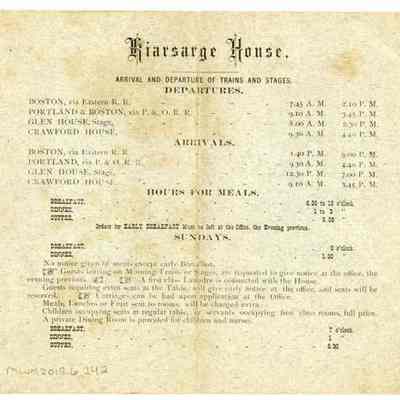 Kiarsarge House.
ARRIVAL AND DEPARTURE OF TRAINS AND STAGES.
DEPARTURES.
BOSTON, via Eastern R. R. 7.45 A. M. 2.10 P. M.
PORTLAND & BOSTON, via P. & O. R. R. 9.10 A. M. 3.45 P. M.
GLEN HOUSE, Stage, 8.00 A. M. 2.30 P. M.
CRAWFORD HOUSE, 9.30 A. M. 4.40 P. M.
ARRIVALS.
BOSTON, via Eastern R. R. 1.40 P. M. 9.00 P. M.
PORTLAND, via P. & O. R. R. 9.30 A. M. 4.40 P. M.
GLEN HOUSE, Stage, 12.30 P. M. 7.00 P. M.
CRAWFORD HOUSE, 9.10 A. M. 3.45 P. M.
HOURS FOR MEALS.
BREAKFAST, 6.30 to 10 o'clock.
DINNER, 1 to 3 "
SUPPER, 6.30 "
Orders for EARLY BREAKFAST Must be left at the Office, the Evening previous.
SUNDAYS.
BREAKFAST, o'clock.
DINNER, 1.30 "
No notice given of meals except early Breakfast.
Guests leaving on Morning Trains or Stages, are requested to give notice at the office, the
evening previous. A first class Laundry is connected with the House.
Guests requiring extra seats at the Table, will give early notice at the office, and seats will be
reserved. Carriages can be had upon application at the Office.
Meals, Lunches or Fruit sent to rooms, will be charged extra.
Children occupying seats at regular table, or servants occupying first class rooms, full price.
A private Dining Room is provided for children and nurses.
BREAKFAST, 7 o'clock.
DINNER, 1 "
SUPPER, 6.30 "
MWM2018.6.242